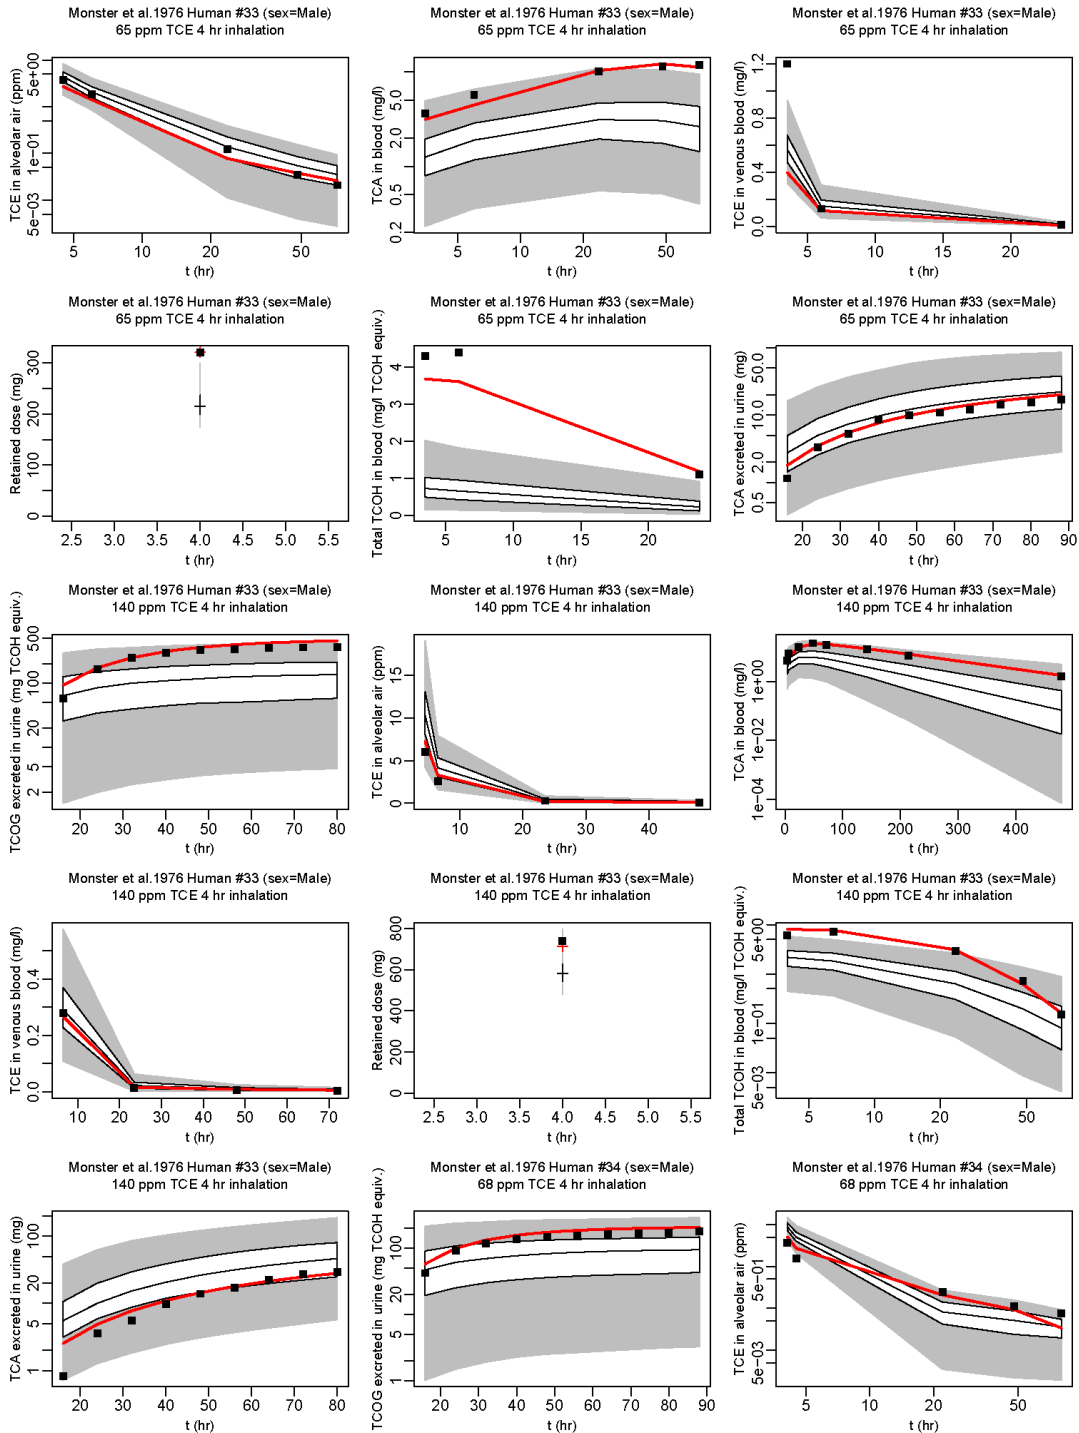 Monster et al.1976 Human #33 (sex=Male)
65 ppm TCE 4 hr inhalation
TCE in alveolar air (ppm)
5e+00
1e-01
5e-03
5 10 20 50
t (hr)
Monster et al.1976 Human #33 (sex=Male)
65 ppm TCE 4 hr inhalation
TCA in blood (mg/l)
5.0
2.0
0.5
0.2
5 10 20 50
t (hr)
Monster et al.1976 Human #33 (sex=Male)
65 ppm TCE 4 hr inhalation
TCE in venous blood (mg/l)
1.2
0.8
0.4
0.0
5 10 15 20
t (hr)
Monster et al.1976 Human #33 (sex=Male)
65 ppm TCE 4 hr inhalation
Retained dose (mg)
300
200
100
0
2.5 3.0 3.5 4.0 4.5 5.0 5.5
t (hr)
Monster et al.1976 Human #33 (sex=Male)
65 ppm TCE 4 hr inhalation
Total TCOH in blood (mg/l TCOH equiv.)
4
3
2
1
0
5 10 15 20
t (hr)
Monster et al.1976 Human #33 (sex=Male)
65 ppm TCE 4 hr inhalation
TCA excreted in urine (mg)
50.0
10.0
2.0
0.5
20 30 40 50 60 70 80 90
t (hr)
Monster et al.1976 Human #33 (sex=Male)
140 ppm TCE 4 hr inhalation
TCOG excreted in urine (mg TCOH equiv.)
500
100
20
5
2
20 30 40 50 60 70 80
t (hr)
Monster et al.1976 Human #33 (sex=Male)
140 ppm TCE 4 hr inhalation
TCE in alveolar air (ppm)
15
10
5
0
10 20 30 40
t (hr)
Monster et al.1976 Human #33 (sex=Male)
140 ppm TCE 4 hr inhalation
TCA in blood (mg/l)
1e+00
1e-02
1e-04
0 100 200 300 400
t (hr)
Monster et al.1976 Human #33 (sex=Male)
140 ppm TCE 4 hr inhalation
TCE in venous blood (mg/l)
0.4
0.2
0.0
10 20 30 40 50 60 70
t (hr)
Monster et al.1976 Human #33 (sex=Male)
140 ppm TCE 4 hr inhalation
Retained dose (mg)
800
600
400
200
0
2.5 3.0 3.5 4.0 4.5 5.0 5.5
t (hr)
Monster et al.1976 Human #33 (sex=Male)
140 ppm TCE 4 hr inhalation
Total TCOH in blood (mg/l TCOH equiv.)
5e+00
1e-01
5e-03
5 10 20 50
t (hr)
Monster et al.1976 Human #33 (sex=Male)
140 ppm TCE 4 hr inhalation
TCA excreted in urine (mg)
100
20
5
1
20 30 40 50 60 70 80
t (hr)
Monster et al.1976 Human #34 (sex=Male)
68 ppm TCE 4 hr inhalation
TCOG excreted in urine (mg TCOH equiv.)
100
20
5
1
20 30 40 50 60 70 80 90
t (hr)
Monster et al.1976 Human #34 (sex=Male)
68 ppm TCE 4 hr inhalation
TCE in alveolar air (ppm)
5e-01
5e-03
5 10 20 50
t (hr)